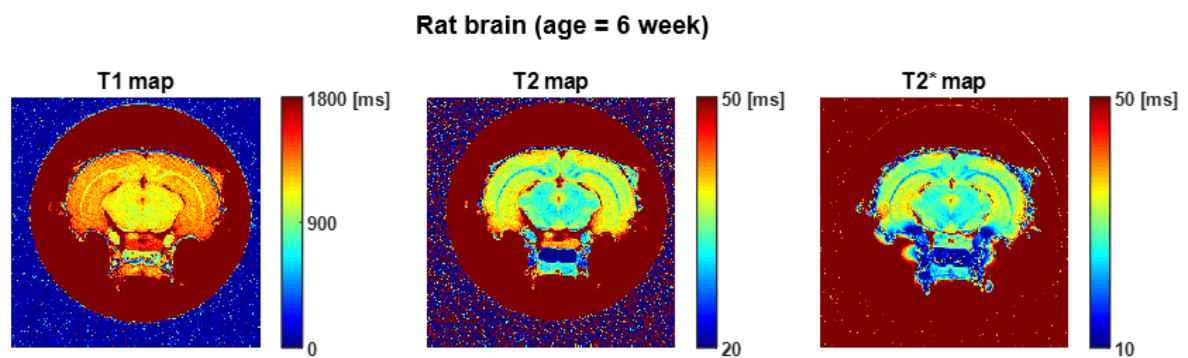 Rat brain (age = 6 week)
T1 map
T2 map
T2* map
1800 [ms]
900
0
50 [ms]
20
50 [ms]
10